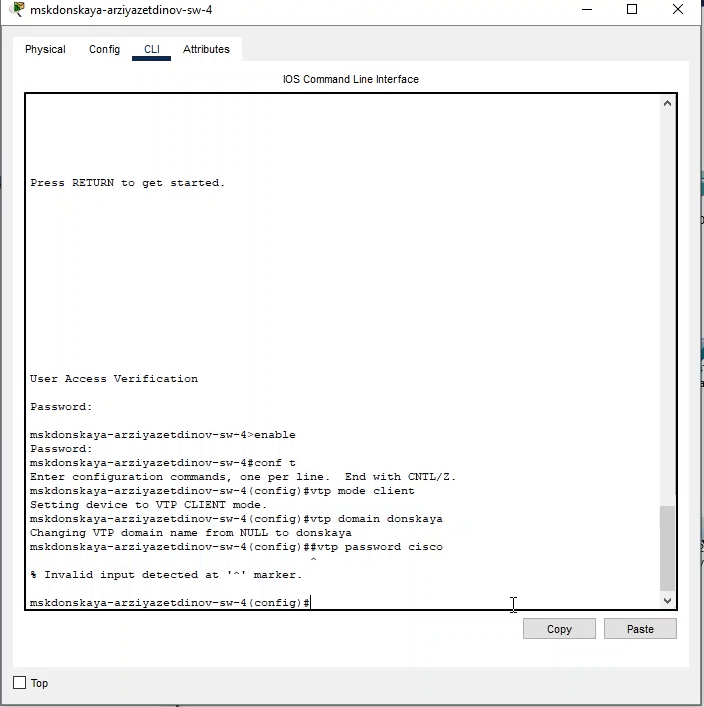 mskdonskaya-arziyazetdinov-sw-4
Physical Config CLI Attributes
IOS Command Line Interface
Press RETURN to get started.
User Access Verification
Password:
mskdonskaya-arziyazetdinov-sw-4>enable
Password:
mskdonskaya-arziyazetdinov-sw-4#conf t
Enter configuration commands, one per line.  End with CNTL/Z.
mskdonskaya-arziyazetdinov-sw-4(config)#vtp mode client
Setting device to VTP CLIENT mode.
mskdonskaya-arziyazetdinov-sw-4(config)#vtp domain donskaya
Changing VTP domain name from NULL to donskaya
mskdonskaya-arziyazetdinov-sw-4(config)##vtp password cisco
^
% Invalid input detected at '^' marker.
mskdonskaya-arziyazetdinov-sw-4(config)#
Copy Paste
Top